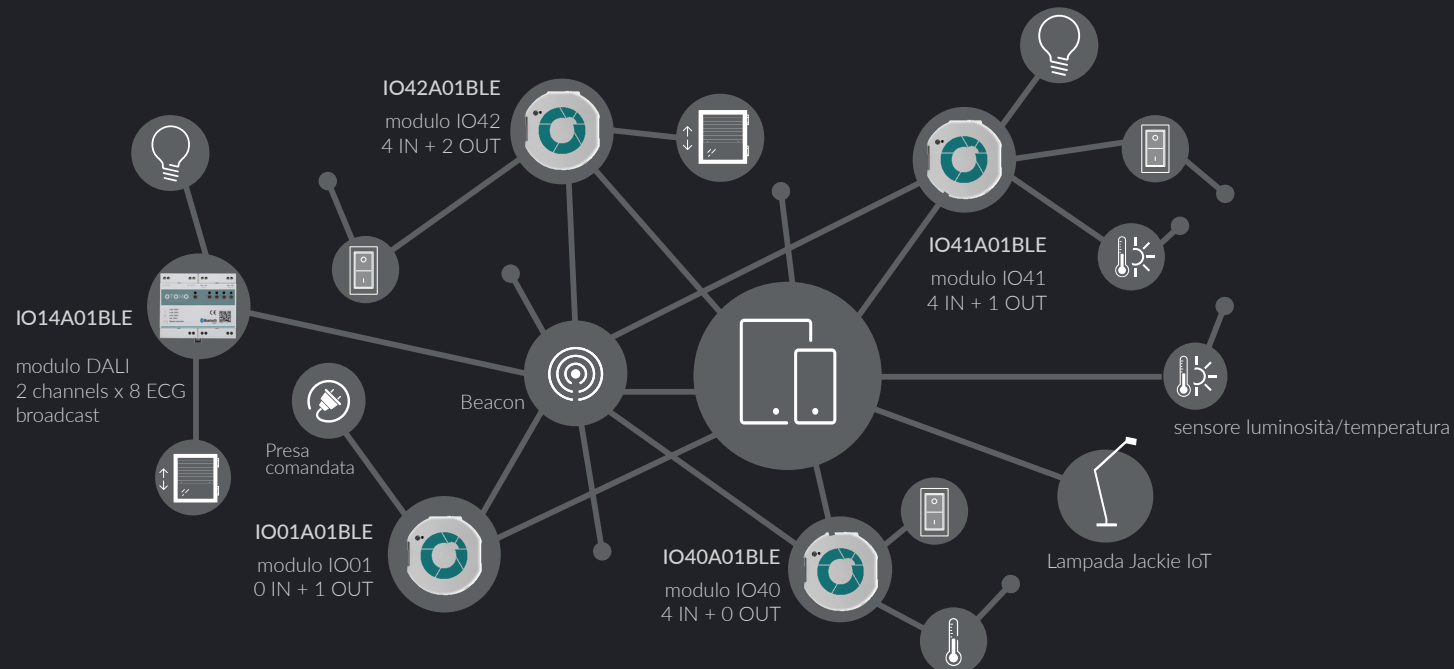 IO42A01BLE
modulo IO42
4 IN + 2 OUT
IO41A01BLE
modulo IO41
4 IN + 1 OUT
IO14A01BLE
modulo DALI
2 channels x 8 ECG
broadcast
OTOMO
Bluetooth
Beacon
Presa
comandata
sensore luminosità/temperatura
IO01A01BLE
modulo IO01
0 IN + 1 OUT
IO40A01BLE
modulo IO40
4 IN + 0 OUT
Lampada Jackie IoT